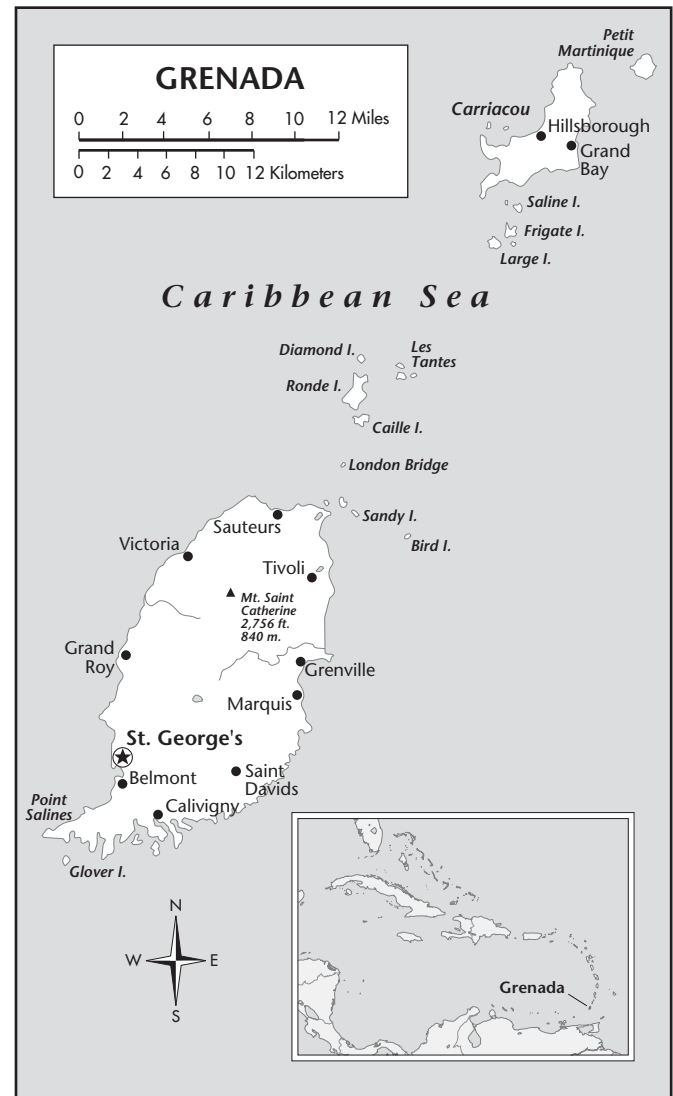 GRENADA
0 2 4 6 8 10 12 Miles
0 2 4 6 8 10 12 Kilometers
Petit
Martinique
Carriacou
Hillsborough
Grand
Bay
Saline I.
Frigate I.
Large I.
Caribbean Sea
Diamond I.
Les
Tantes
Ronde I.
Caille I.
London Bridge
Sandy I.
Bird I.
Sauteurs
Victoria
Tivoli
Mt. Saint
Catherine
2,756 ft.
840 m.
Grand
Roy
Grenville
Marquis
St. George's
Belmont
Saint
Davids
Point
Salines
Calivigny
Glover I.
N
W E
S
Grenada